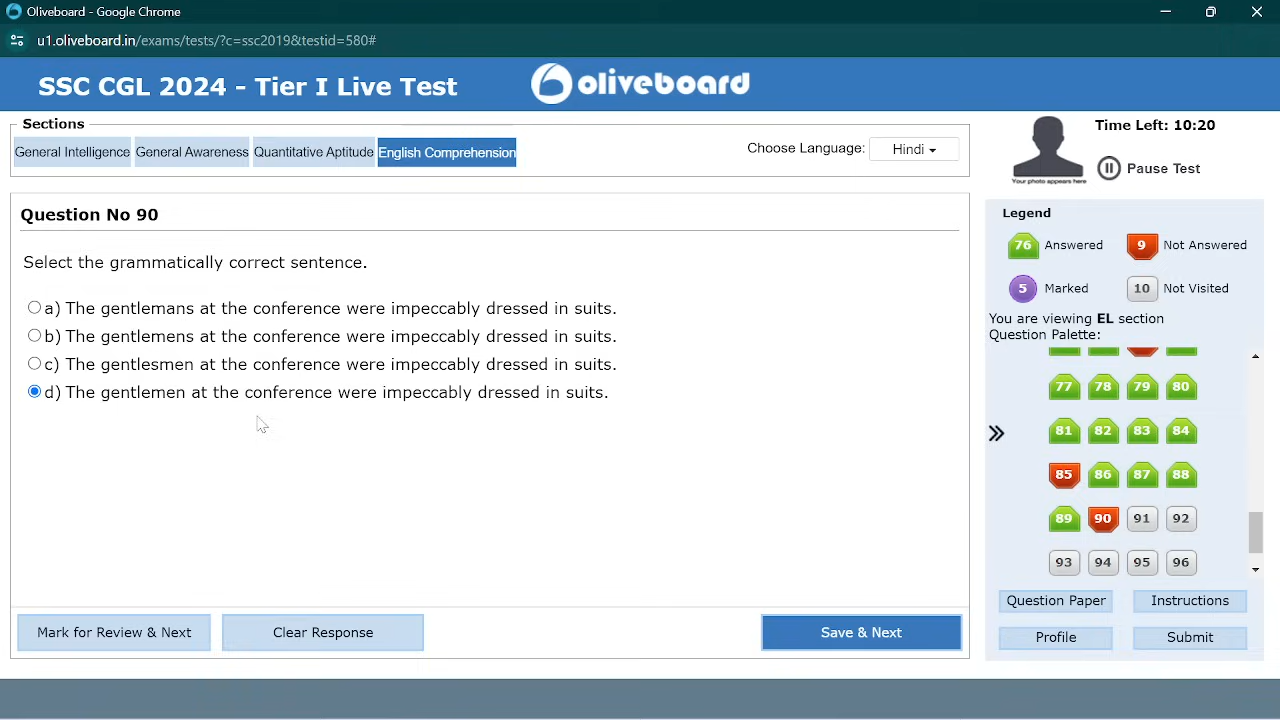 Oliveboard - Google Chrome
u1.oliveboard.in/exams/tests/?c=ssc2019&testid=580#
SSC CGL 2024 - Tier I Live Test
oliveboard
Sections
General Intelligence General Awareness Quantitative Aptitude English Comprehension
Choose Language: Hindi
Time Left: 10:20
Pause Test
Your photo appears here
Question No 90
Select the grammatically correct sentence.
a) The gentlemans at the conference were impeccably dressed in suits.
b) The gentlemens at the conference were impeccably dressed in suits.
c) The gentlesmen at the conference were impeccably dressed in suits.
d) The gentlemen at the conference were impeccably dressed in suits.
Mark for Review & Next Clear Response Save & Next
Legend
76 Answered 9 Not Answered
5 Marked 10 Not Visited
You are viewing EL section
Question Palette:
77 78 79 80
81 82 83 84
85 86 87 88
89 90 91 92
93 94 95 96
Question Paper Instructions
Profile Submit